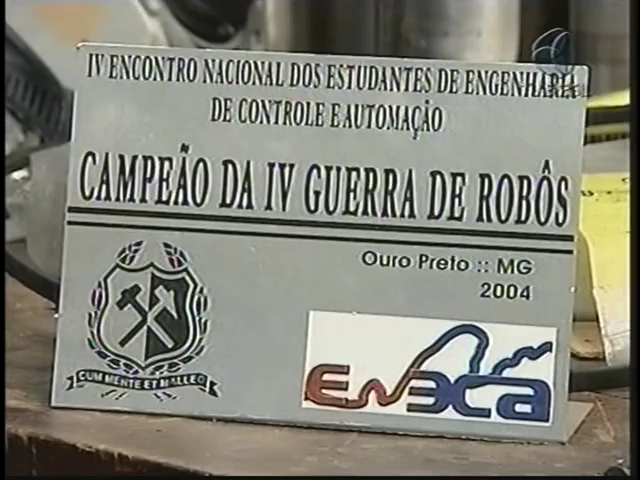 IV ENCONTRO NACIONAL DOS ESTUDANTES DE ENGENHARIA
DE CONTROLE E AUTOMAÇÃO
CAMPEÃO DA IV GUERRA DE ROBÔS
Ouro Preto :: MG
2004
CUM MENTE ET MALLEO
ENECA